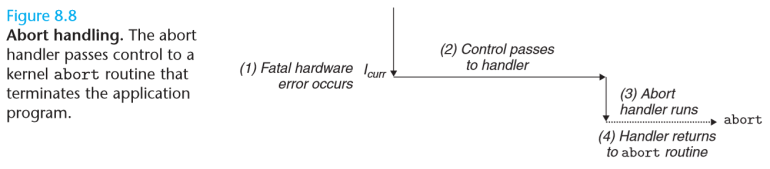 Figure 8.8
Abort handling. The abort
handler passes control to a
kernel abort routine that
terminates the application
program.
(1) Fatal hardware
error occurs
Icurr
(2) Control passes
to handler
(3) Abort
handler runs
abort
(4) Handler returns
to abort routine